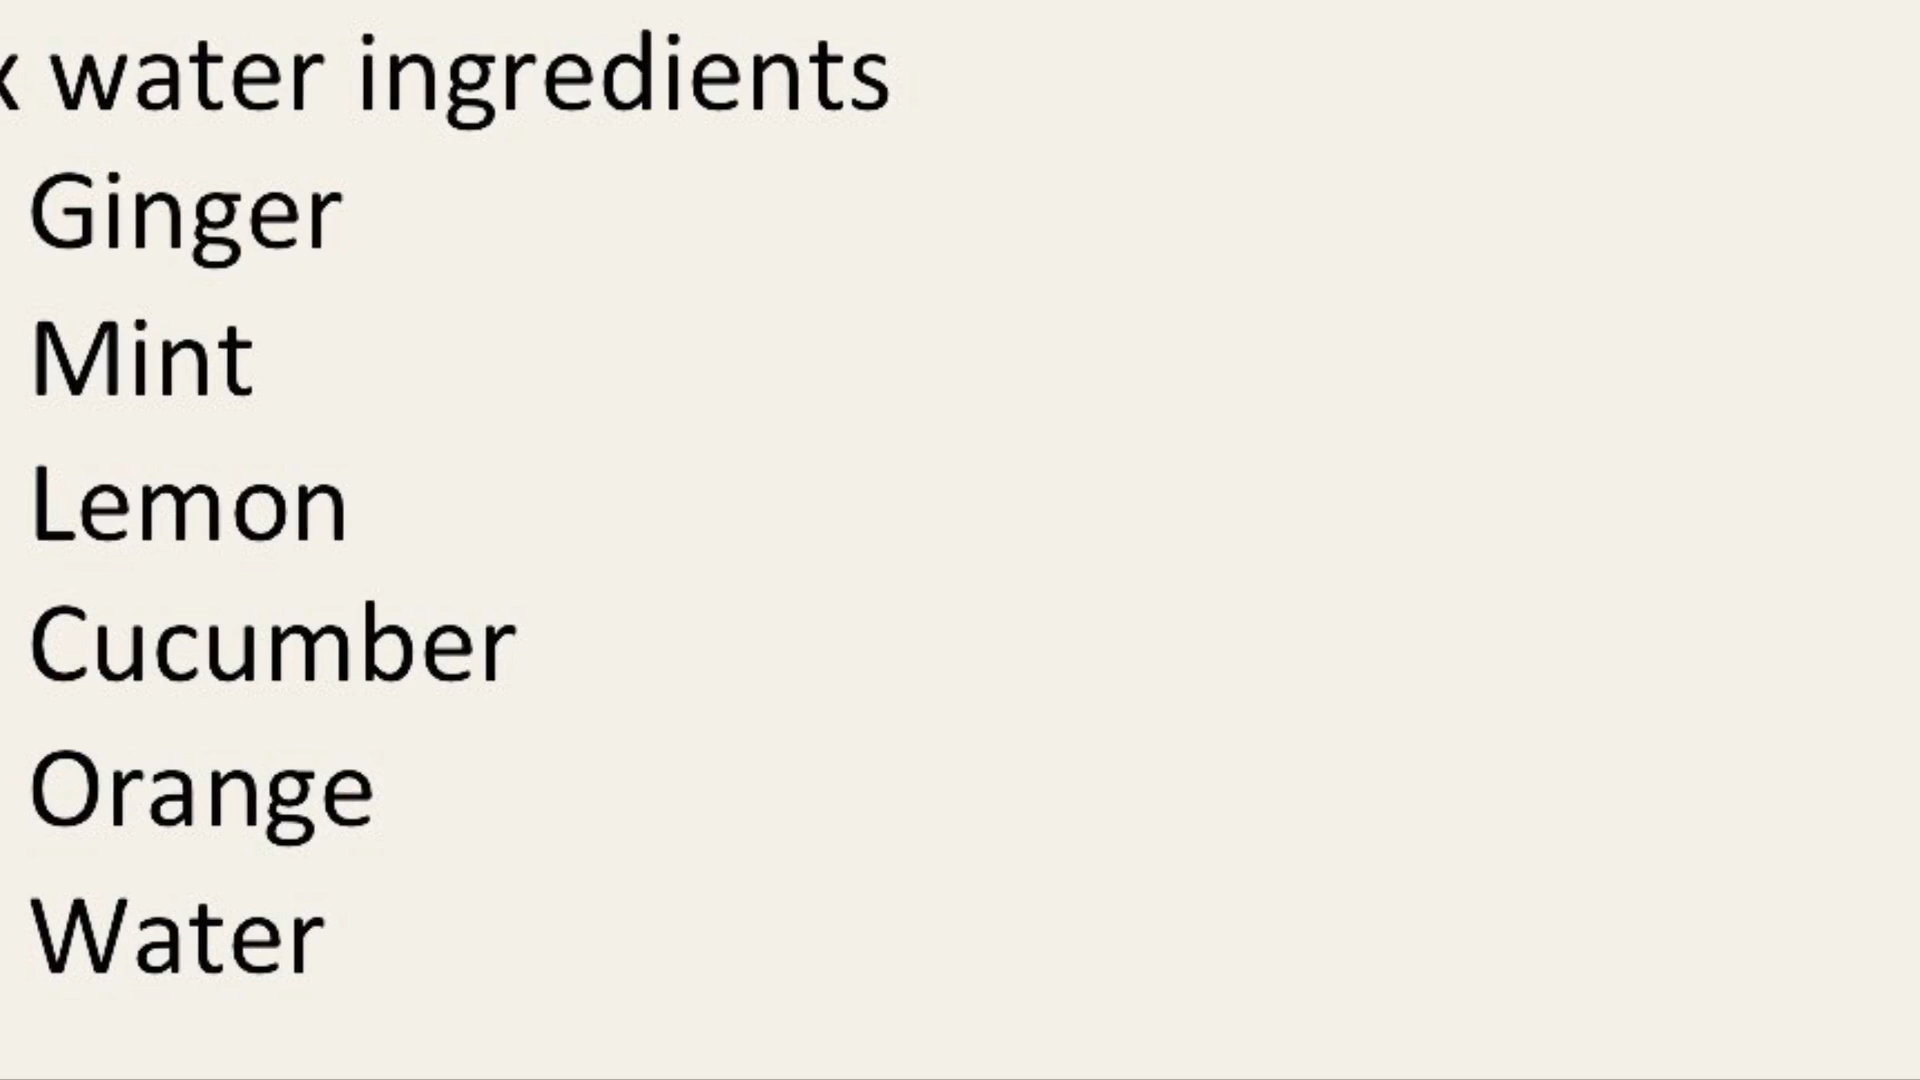 x water ingredients
Ginger
Mint
Lemon
Cucumber
Orange
Water